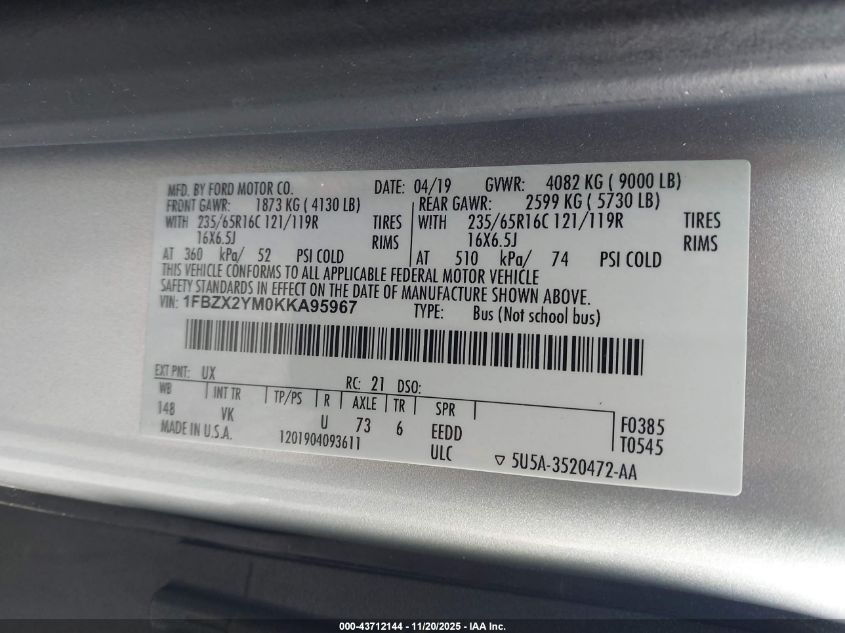 MFD. BY FORD MOTOR CO. DATE: 04/19 GVWR: 4082 KG ( 9000 LB)
FRONT GAWR: 1873 KG ( 4130 LB) REAR GAWR: 2599 KG ( 5730 LB)
WITH 235/65R16C 121/119R TIRES WITH 235/65R16C 121/119R TIRES
16X6.5J RIMS 16X6.5J RIMS
AT 360 kPa/ 52 PSI COLD AT 510 kPa/ 74 PSI COLD
THIS VEHICLE CONFORMS TO ALL APPLICABLE FEDERAL MOTOR VEHICLE
SAFETY STANDARDS IN EFFECT ON THE DATE OF MANUFACTURE SHOWN ABOVE.
VIN: 1FBZX2YM0KKA95967 TYPE: Bus (Not school bus)
EXT PNT: UX RC: 21 DSO:
WB INT TR TP/PS R AXLE TR SPR
148 VK U 73 6 EEDD F0385
MADE IN U.S.A. 1201904093611 ULC T0545
▽ 5U5A-3520472-AA
000-43712144 - 11/20/2025 - IAA Inc.